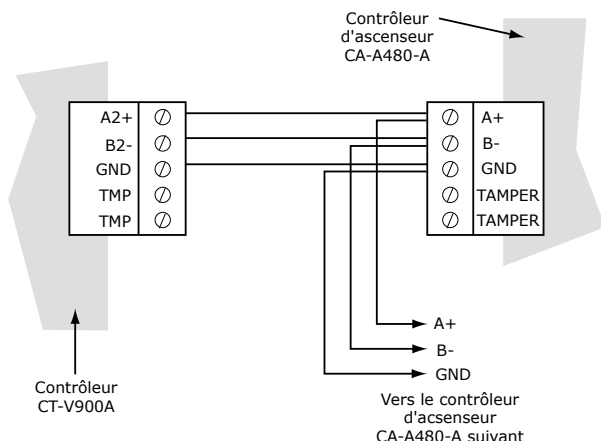 Contrôleur
d'ascenseur
CA-A480-A
A2+
B2-
GND
TMP
TMP
A+
B-
GND
TAMPER
TAMPER
A+
B-
GND
Contrôleur
CT-V900A
Vers le contrôleur
d'acsenseur
CA-A480-A suivant